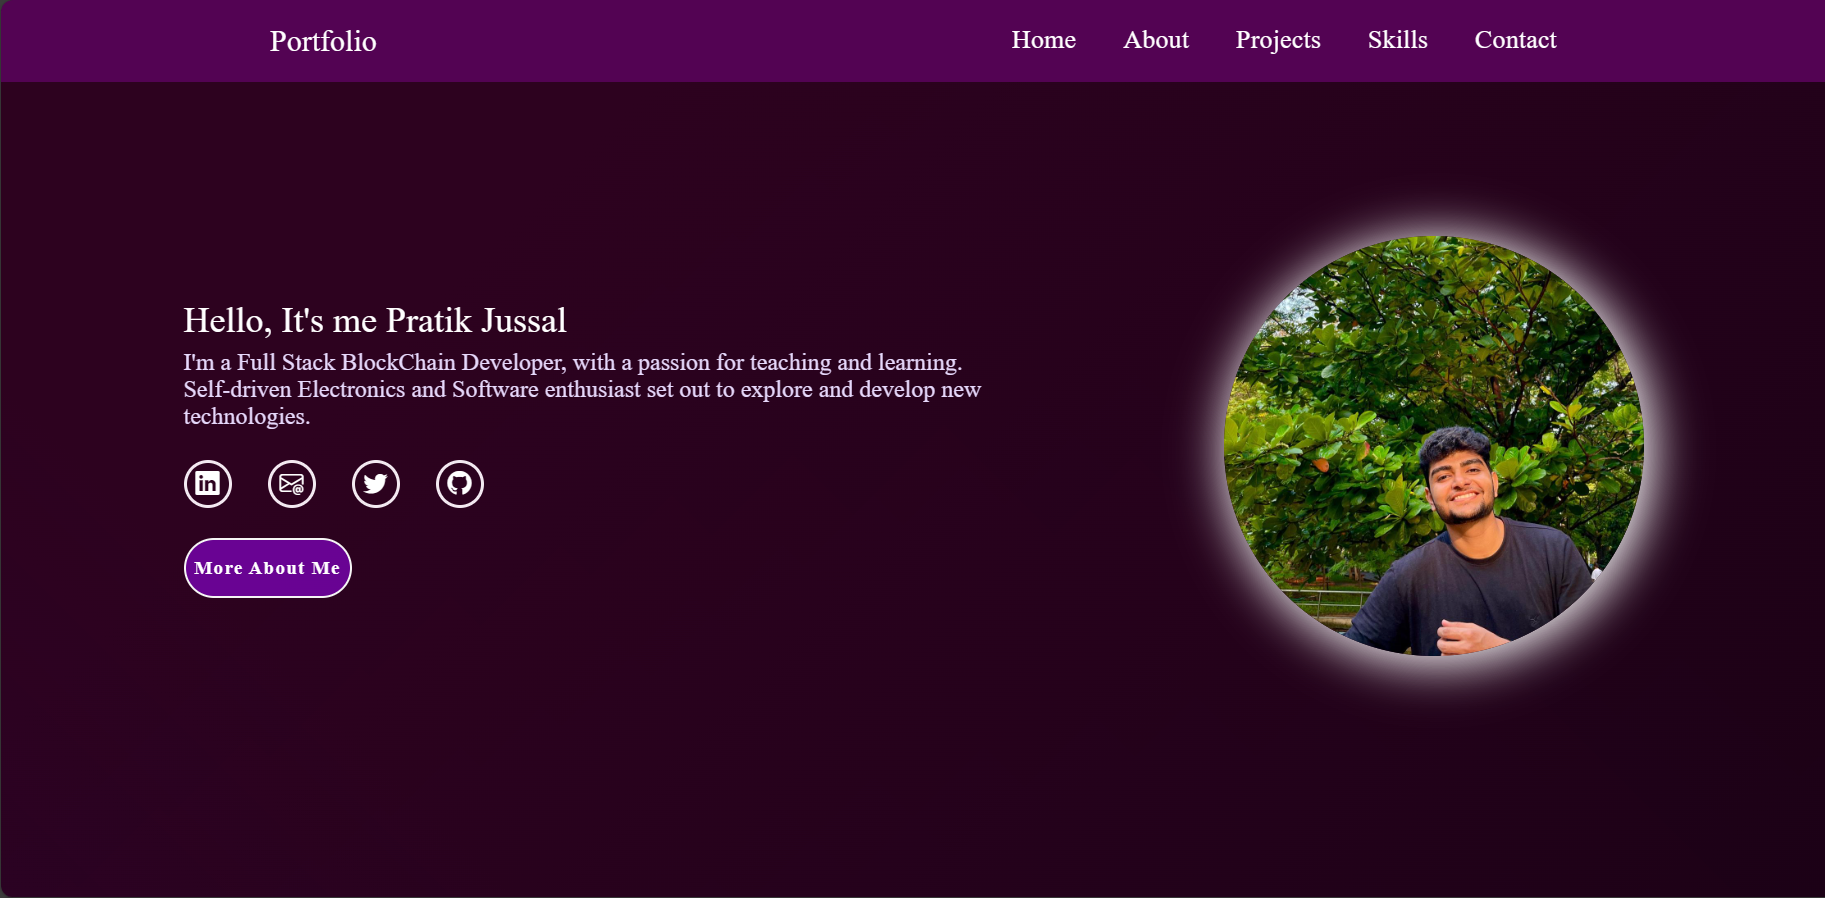 Portfolio
Home About Projects Skills Contact
Hello, It's me Pratik Jussal
I'm a Full Stack BlockChain Developer, with a passion for teaching and learning.
Self-driven Electronics and Software enthusiast set out to explore and develop new
technologies.
More About Me